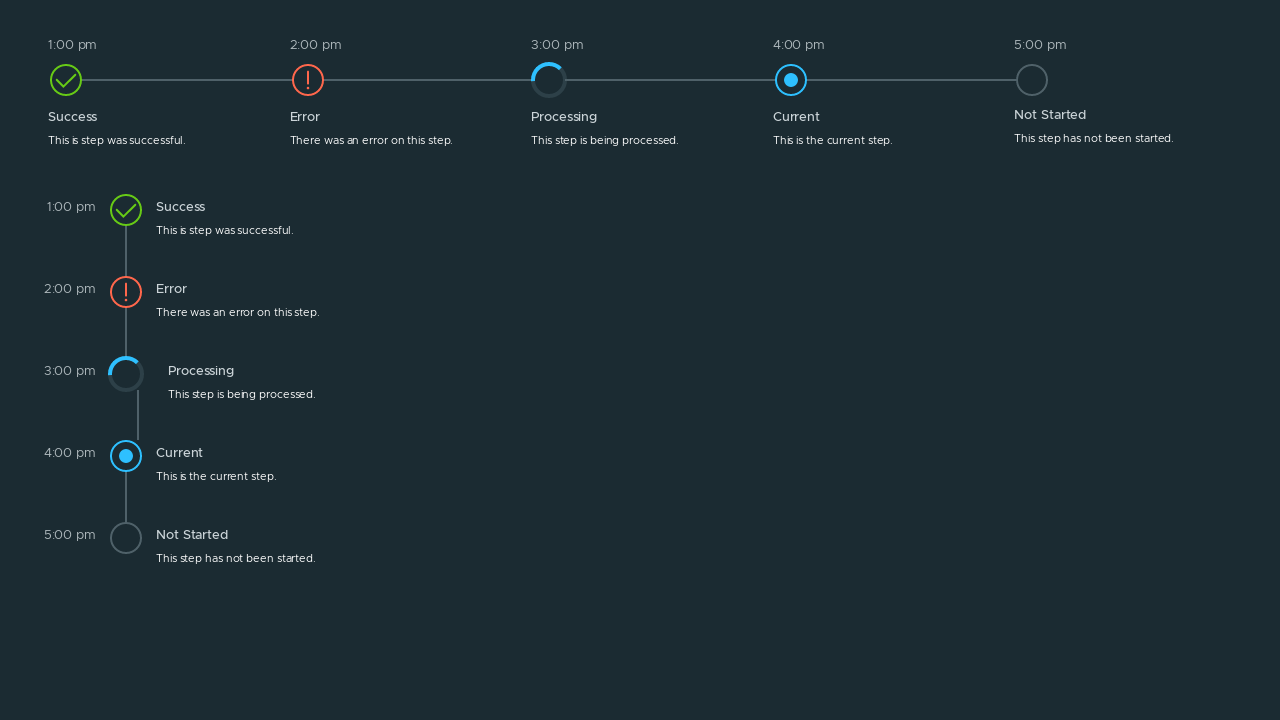 1:00 pm
2:00 pm
3:00 pm
4:00 pm
5:00 pm
Success
Error
Processing
Current
Not Started
This is step was successful.
There was an error on this step.
This step is being processed.
This is the current step.
This step has not been started.
1:00 pm
Success
This is step was successful.
2:00 pm
Error
There was an error on this step.
3:00 pm
Processing
This step is being processed.
4:00 pm
Current
This is the current step.
5:00 pm
Not Started
This step has not been started.